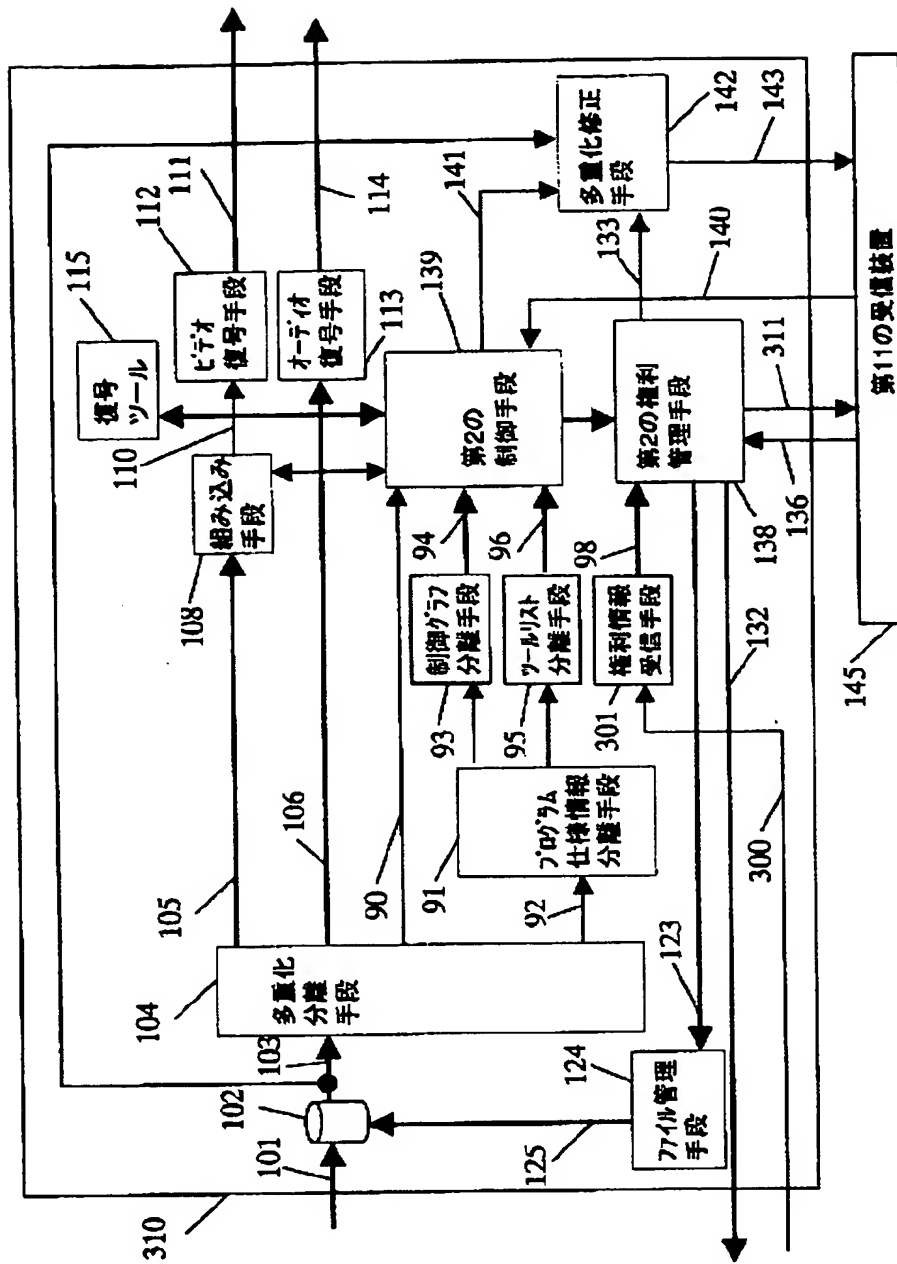 310
101
102
103
104
多重化
分離
手段
105
106
90
91
92
プログラム
仕様情報
分離手段
93
制御グラフ
分離手段
94
95
ツールリスト
分離手段
96
301
権利情報
受信手段
98
108
組み込み
手段
110
115
復号
ツール
112
ビデオ
復号手段
111
オーディオ
復号手段
113
114
139
第2の
制御手段
141
多重化修正
手段
142
143
133
140
第2の権利
管理手段
311
136
138
132
123
124
ファイル管理
手段
125
300
145
第11の受信装置